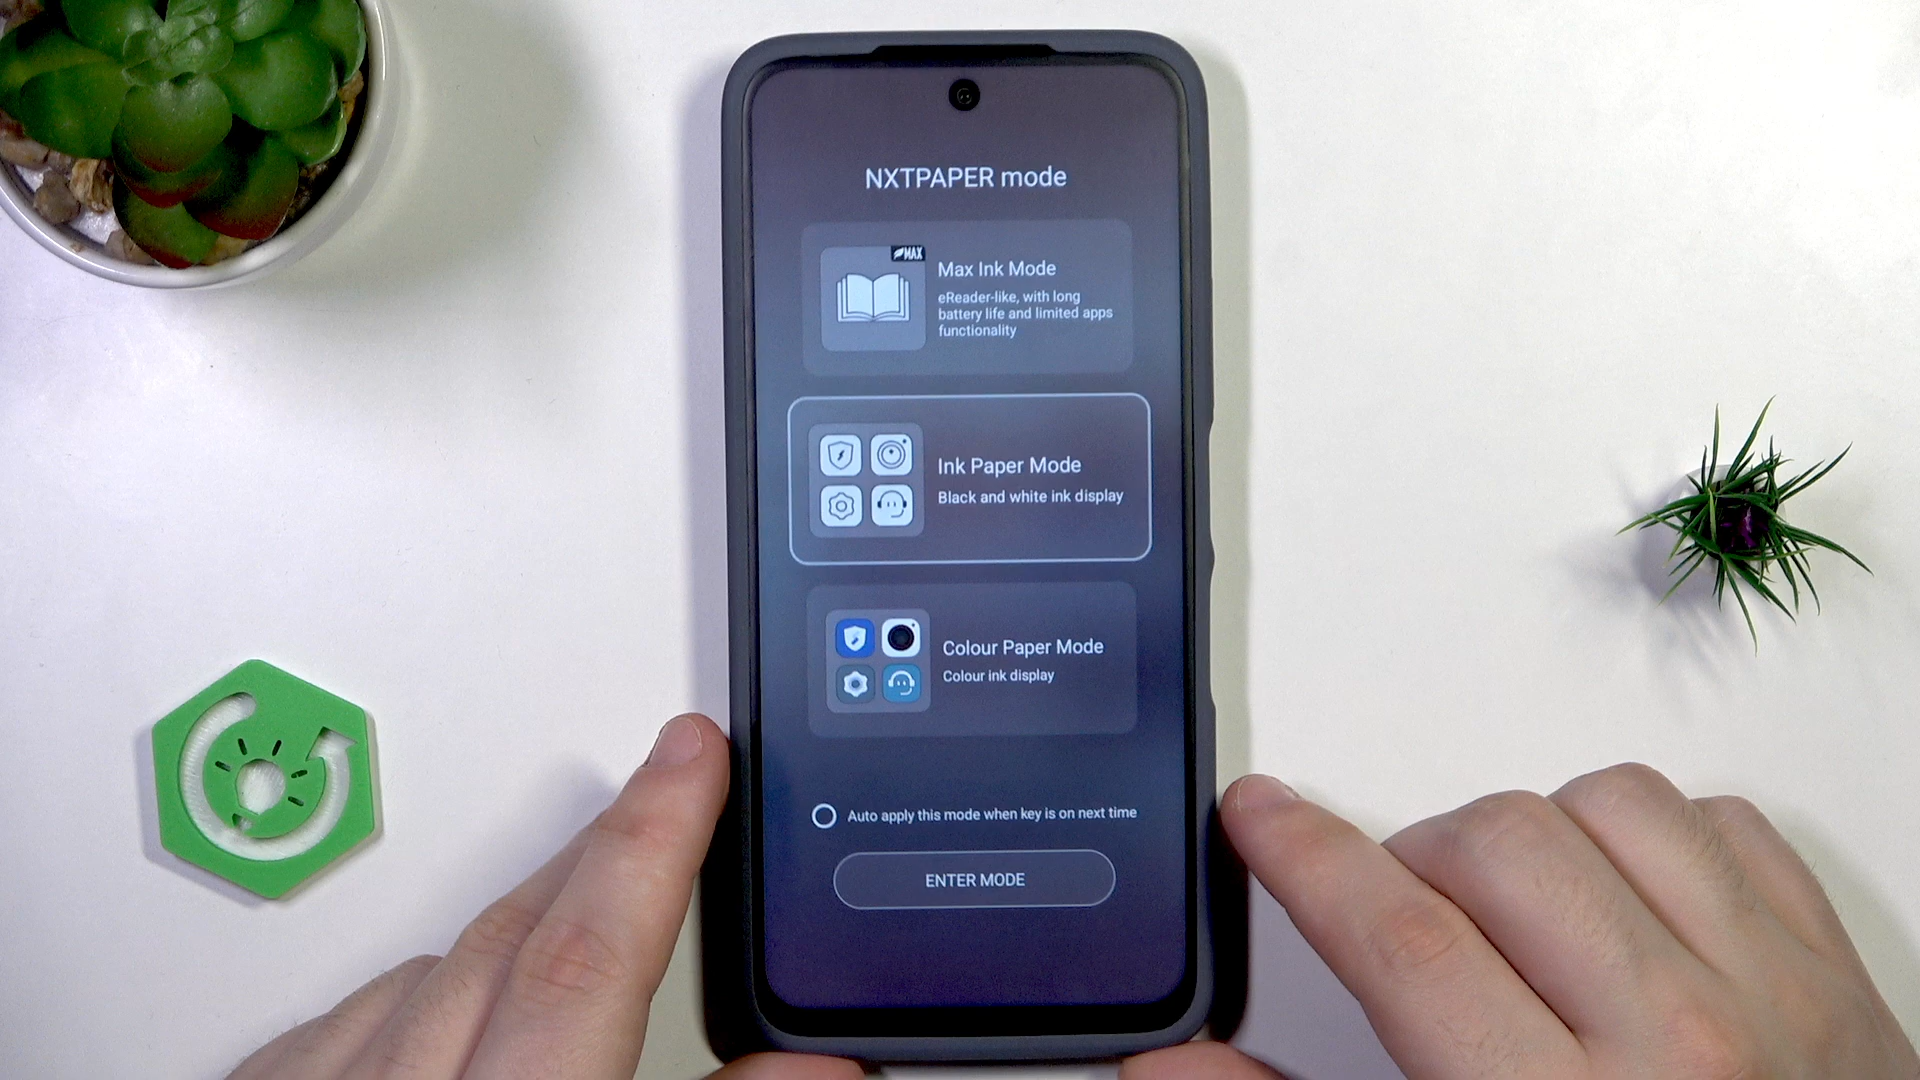 NXTPAPER mode
MAX
Max Ink Mode
eReader-like, with long
battery life and limited apps
functionality
Ink Paper Mode
Black and white ink display
Colour Paper Mode
Colour ink display
Auto apply this mode when key is on next time
ENTER MODE